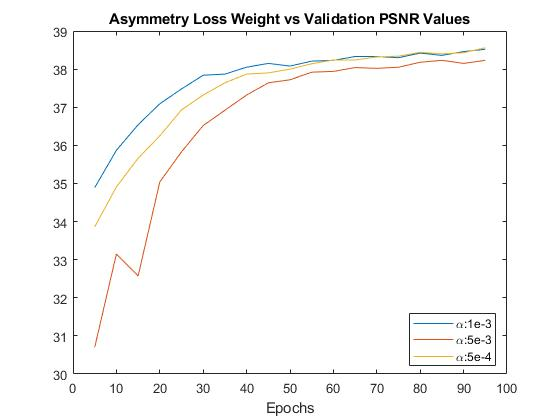 Asymmetry Loss Weight vs Validation PSNR Values
39
38
37
36
35
34
33
32
31
30
0 10 20 30 40 50 60 70 80 90 100
Epochs
α:1e-3
α:5e-3
α:5e-4